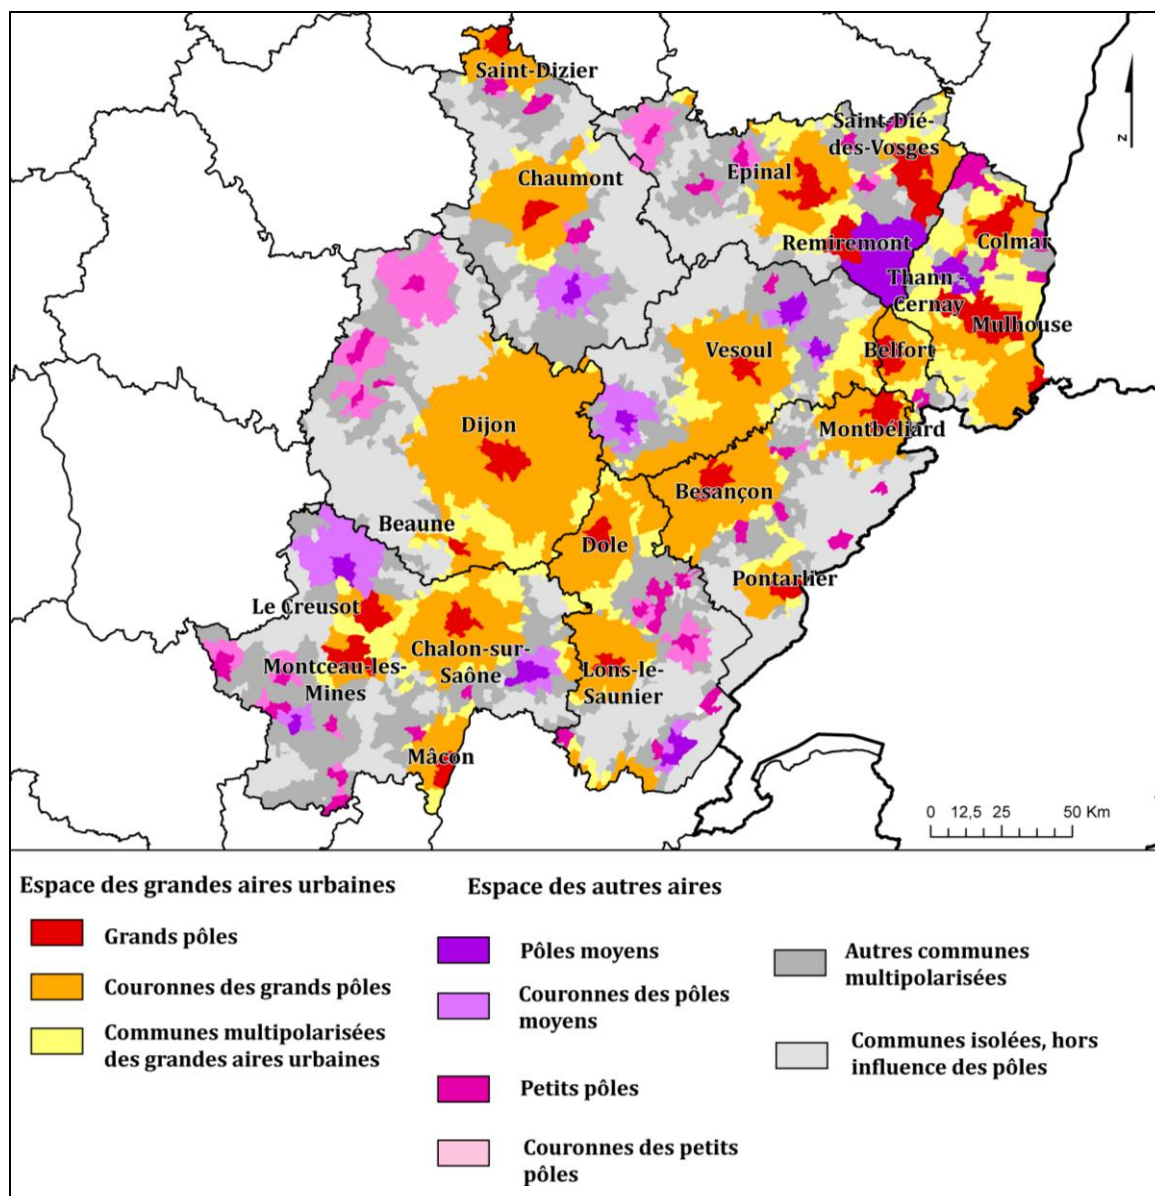 Saint-Dizier
Saint-Dié-
des-Vosges
Chaumont
Epinal
Remiremont
Colmar
Thann -
Cernay
Mulhouse
Vesoul
Belfort
Dijon
Montbéliard
Besançon
Beaune
Dole
Pontarlier
Le Creusot
Chalon-sur-
Saône
Montceau-les-
Mines
Lons-le-
Saunier
Mâcon
N
0 12,5 25 50 Km
Espace des grandes aires urbaines
Grands pôles
Couronnes des grands pôles
Communes multipolarisées
des grandes aires urbaines
Espace des autres aires
Pôles moyens
Couronnes des pôles
moyens
Petits pôles
Couronnes des petits
pôles
Autres communes
multipolarisées
Communes isolées, hors
influence des pôles